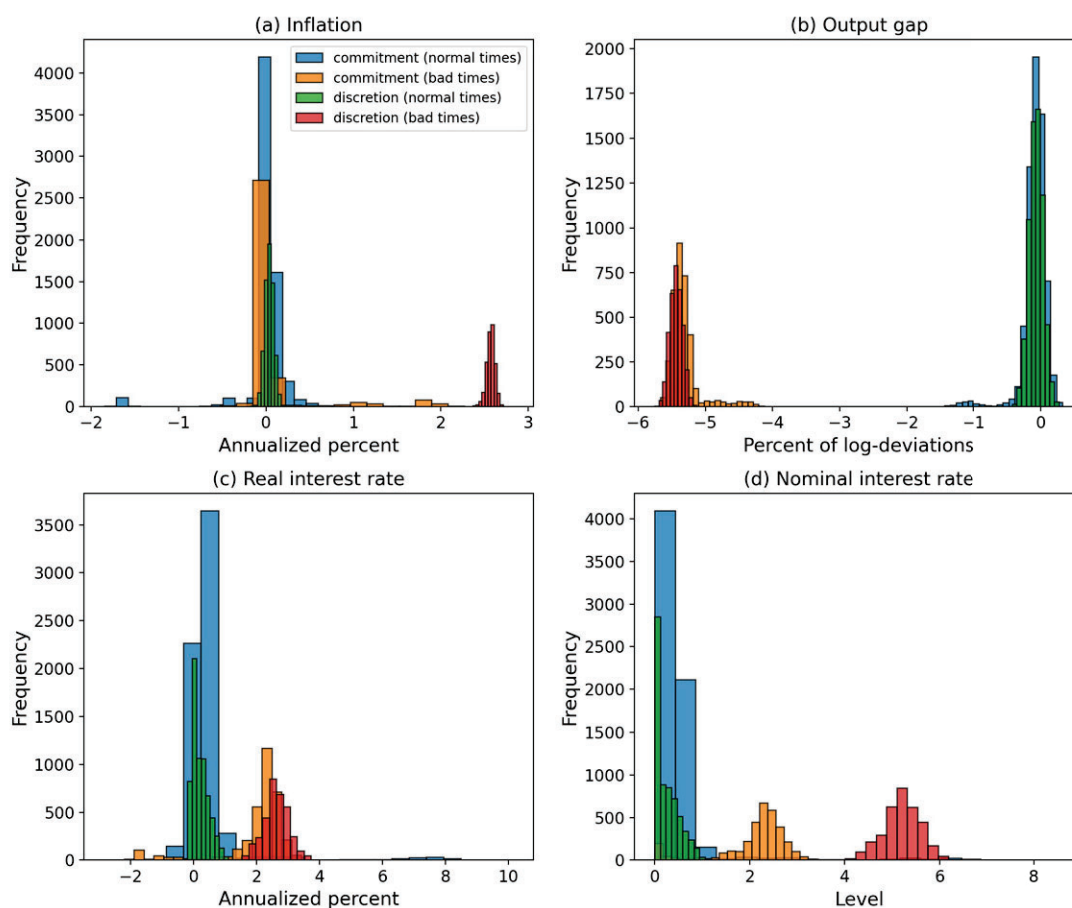 (a) Inflation
4000
3500
3000
2500
2000
1500
1000
500
0
Frequency
commitment (normal times)
commitment (bad times)
discretion (normal times)
discretion (bad times)
−2 −1 0 1 2 3
Annualized percent
(b) Output gap
2000
1750
1500
1250
1000
750
500
250
0
Frequency
−6 −5 −4 −3 −2 −1 0
Percent of log-deviations
(c) Real interest rate
3500
3000
2500
2000
1500
1000
500
0
Frequency
−2 0 2 4 6 8 10
Annualized percent
(d) Nominal interest rate
4000
3500
3000
2500
2000
1500
1000
500
0
Frequency
0 2 4 6 8
Level